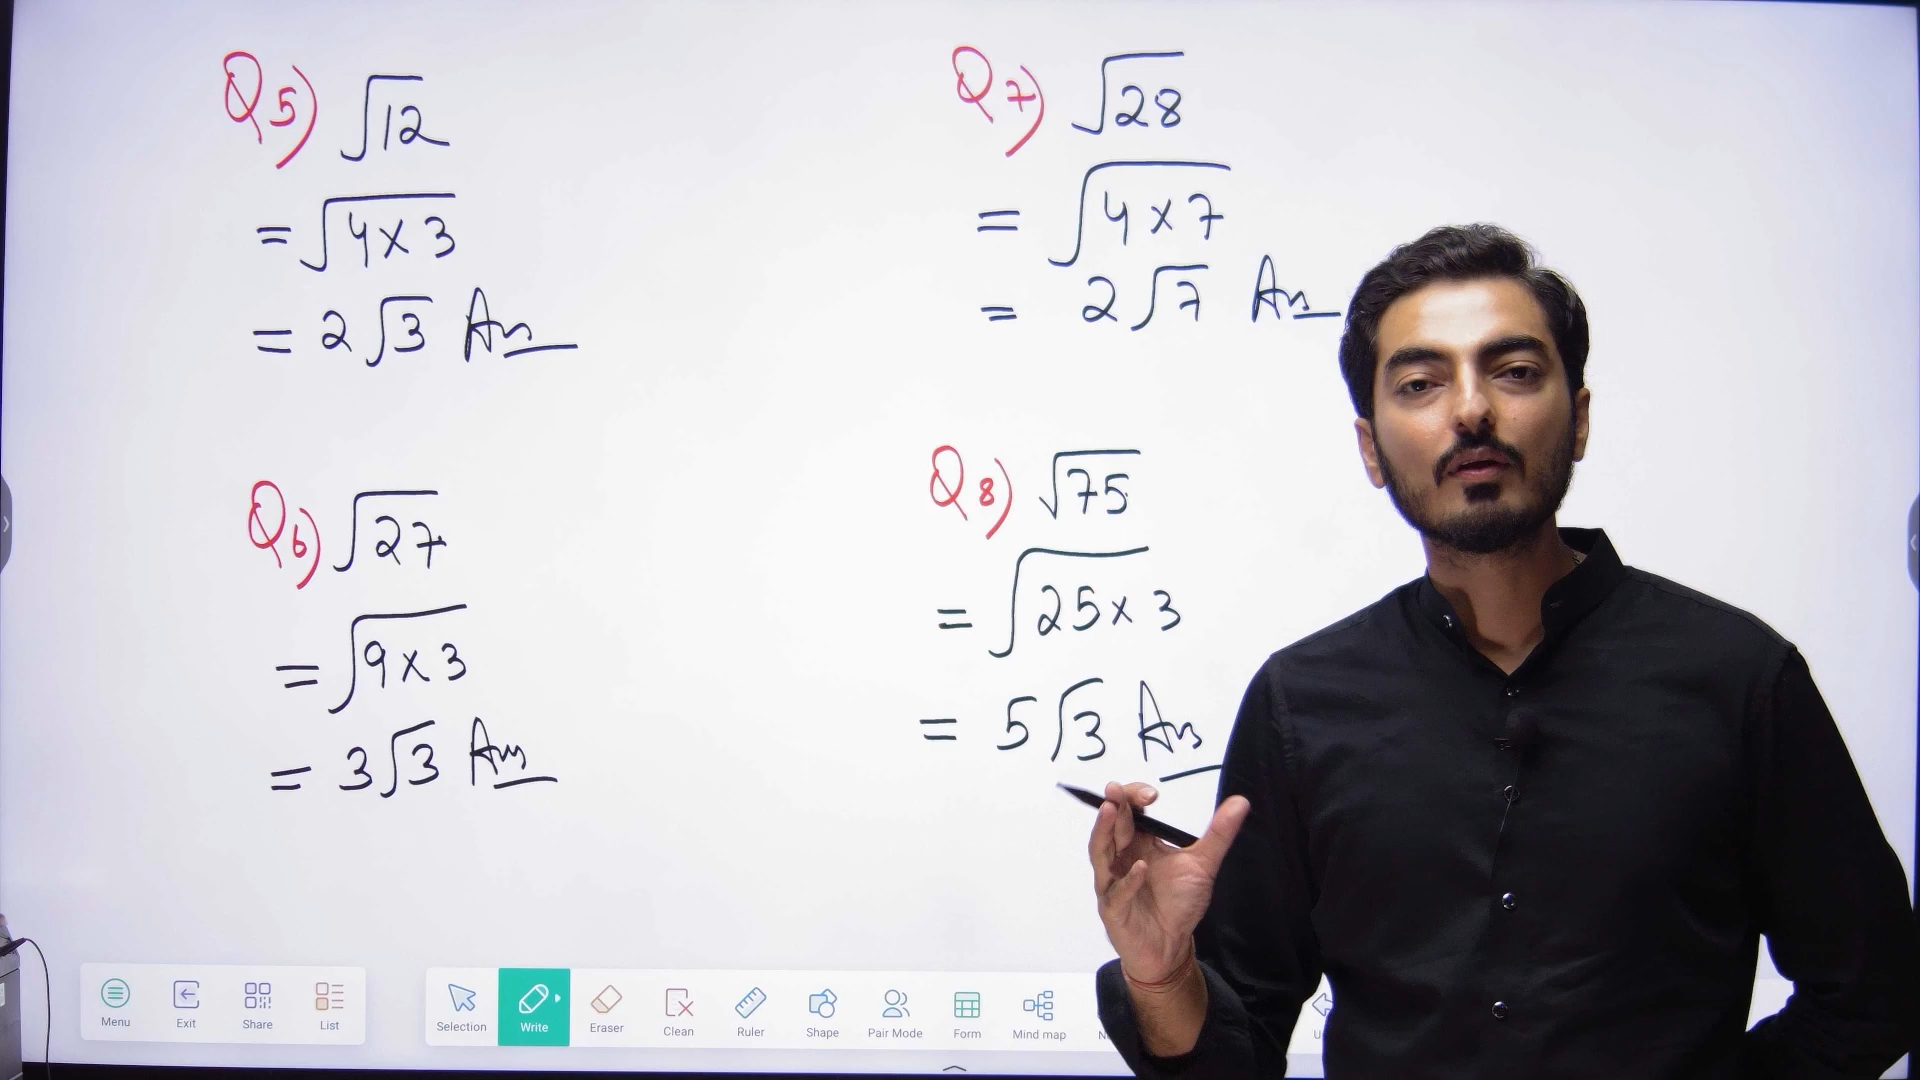 Q5) √12
= √4×3
= 2√3 Ans
Q6) √27
= √9×3
= 3√3 Ans
Q7) √28
= √4×7
= 2√7 Ans
Q8) √75
= √25×3
= 5√3 Ans
Menu Exit Share List Selection Write Eraser Clean Ruler Shape Pair Mode Form Mind map